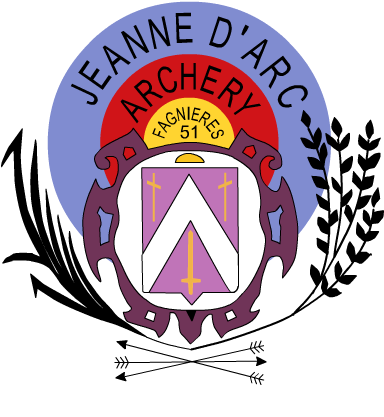 JEANNE D'ARC
ARCHERY
FAGNIERES
51